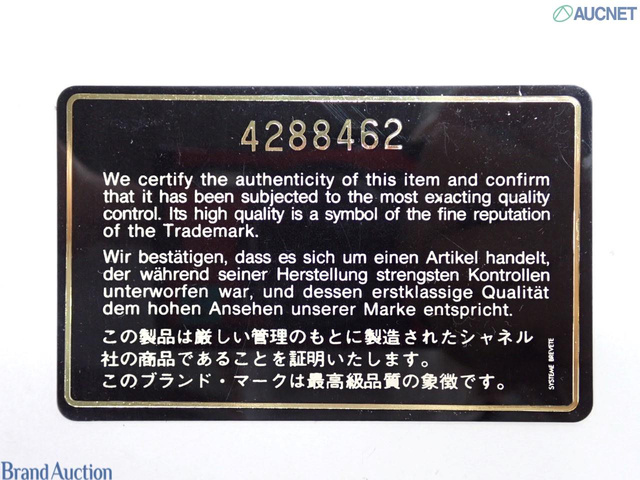 AUCNET
4288462
We certify the authenticity of this item and confirm
that it has been subjected to the most exacting quality
control. Its high quality is a symbol of the fine reputation
of the Trademark.
Wir bestätigen, dass es sich um einen Artikel handelt,
der während seiner Herstellung strengsten Kontrollen
unterworfen war, und dessen erstklassige Qualität
dem hohen Ansehen unserer Marke entspricht.
この製品は厳しい管理のもとに製造されたシャネル
社の商品であることを証明いたします。
このブランド・マークは最高級品質の象徴です。
SYSTEME BREVETE
Brand Auction